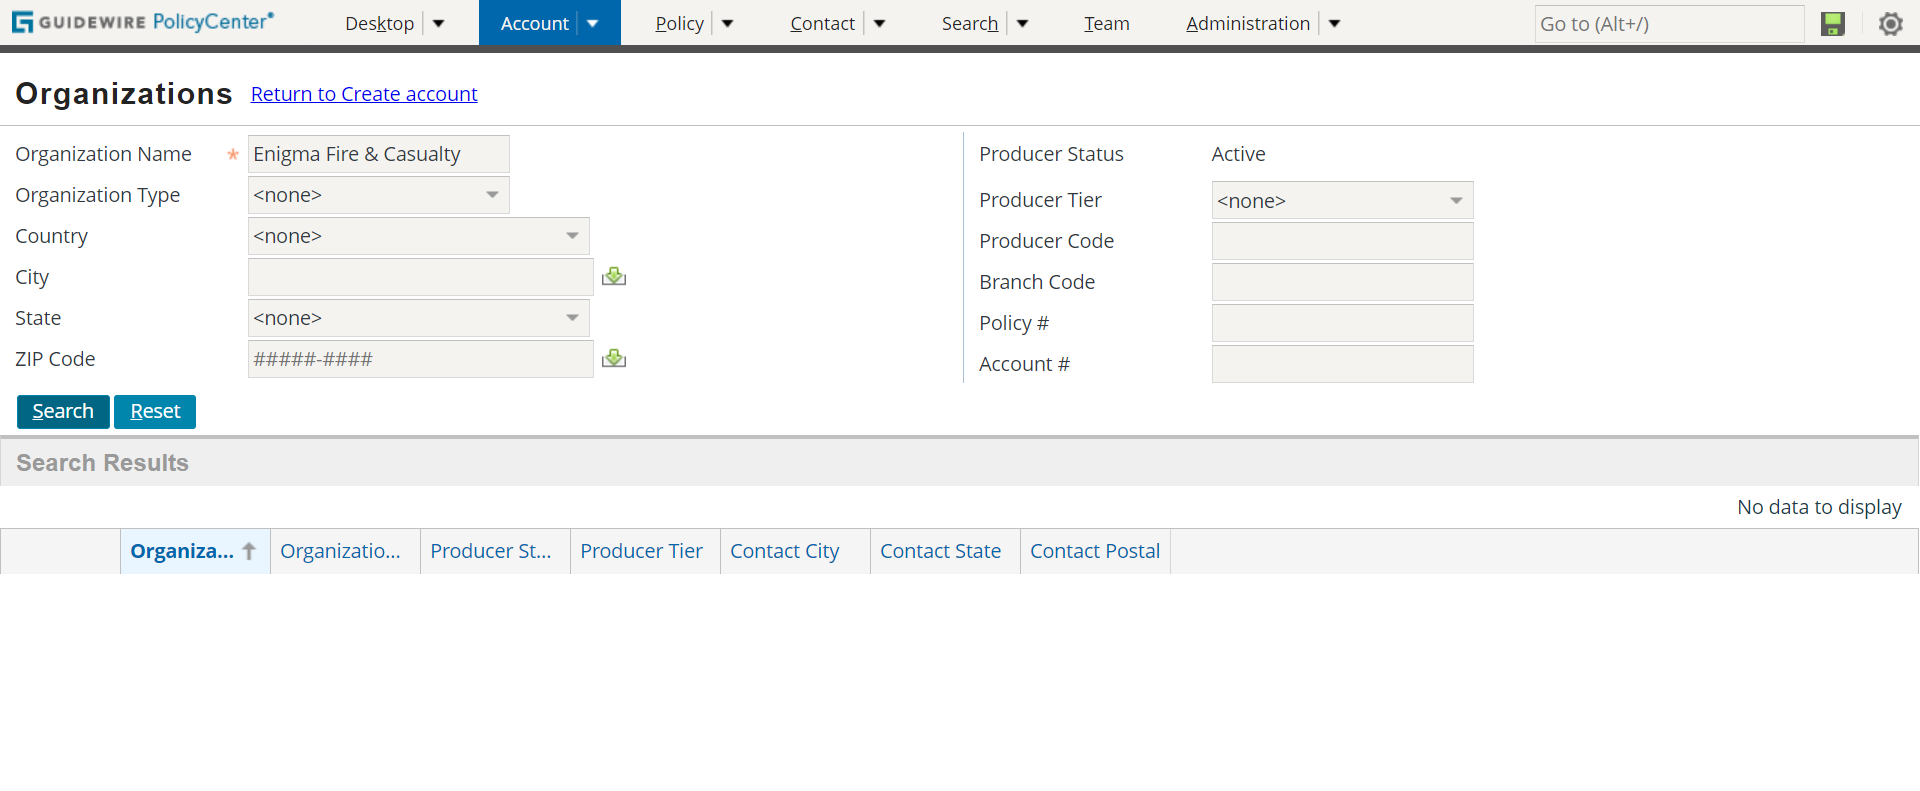 GUIDEWIRE PolicyCenter® Desktop Account Policy Contact Search Team Administration Go to (Alt+/)
Organizations Return to Create account
Organization Name * Enigma Fire & Casualty
Organization Type <none>
Country <none>
City
State <none>
ZIP Code #####-####
Producer Status Active
Producer Tier <none>
Producer Code
Branch Code
Policy #
Account #
Search Reset
Search Results
No data to display
Organiza... Organizatio... Producer St... Producer Tier Contact City Contact State Contact Postal